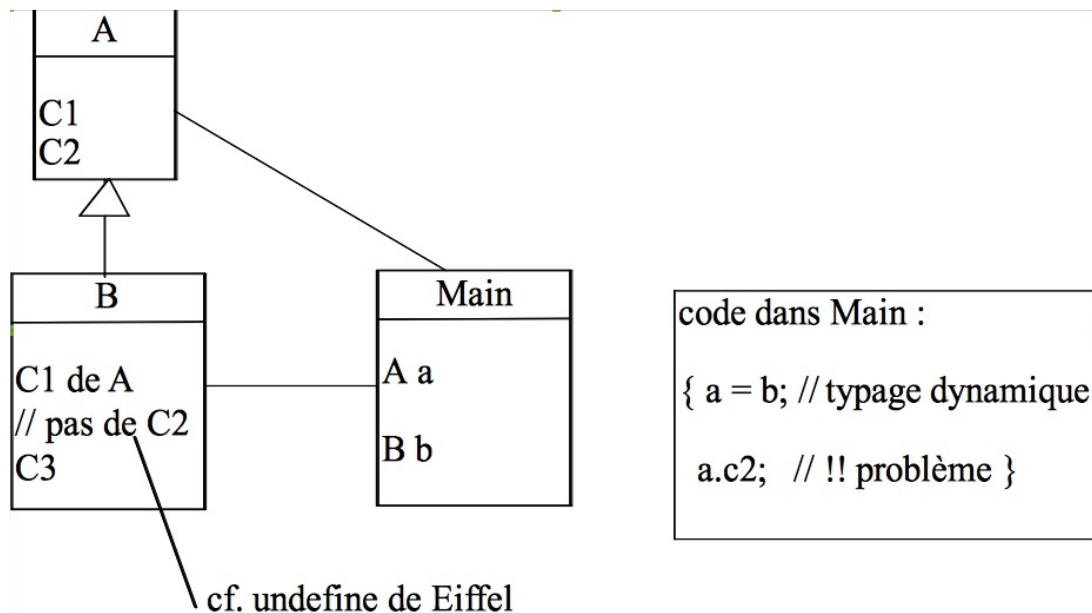 A
C1
C2
B
C1 de A
// pas de C2
C3
Main
A a
B b
code dans Main :
{ a = b; // typage dynamique
a.c2; // !! problème }
cf. undefine de Eiffel